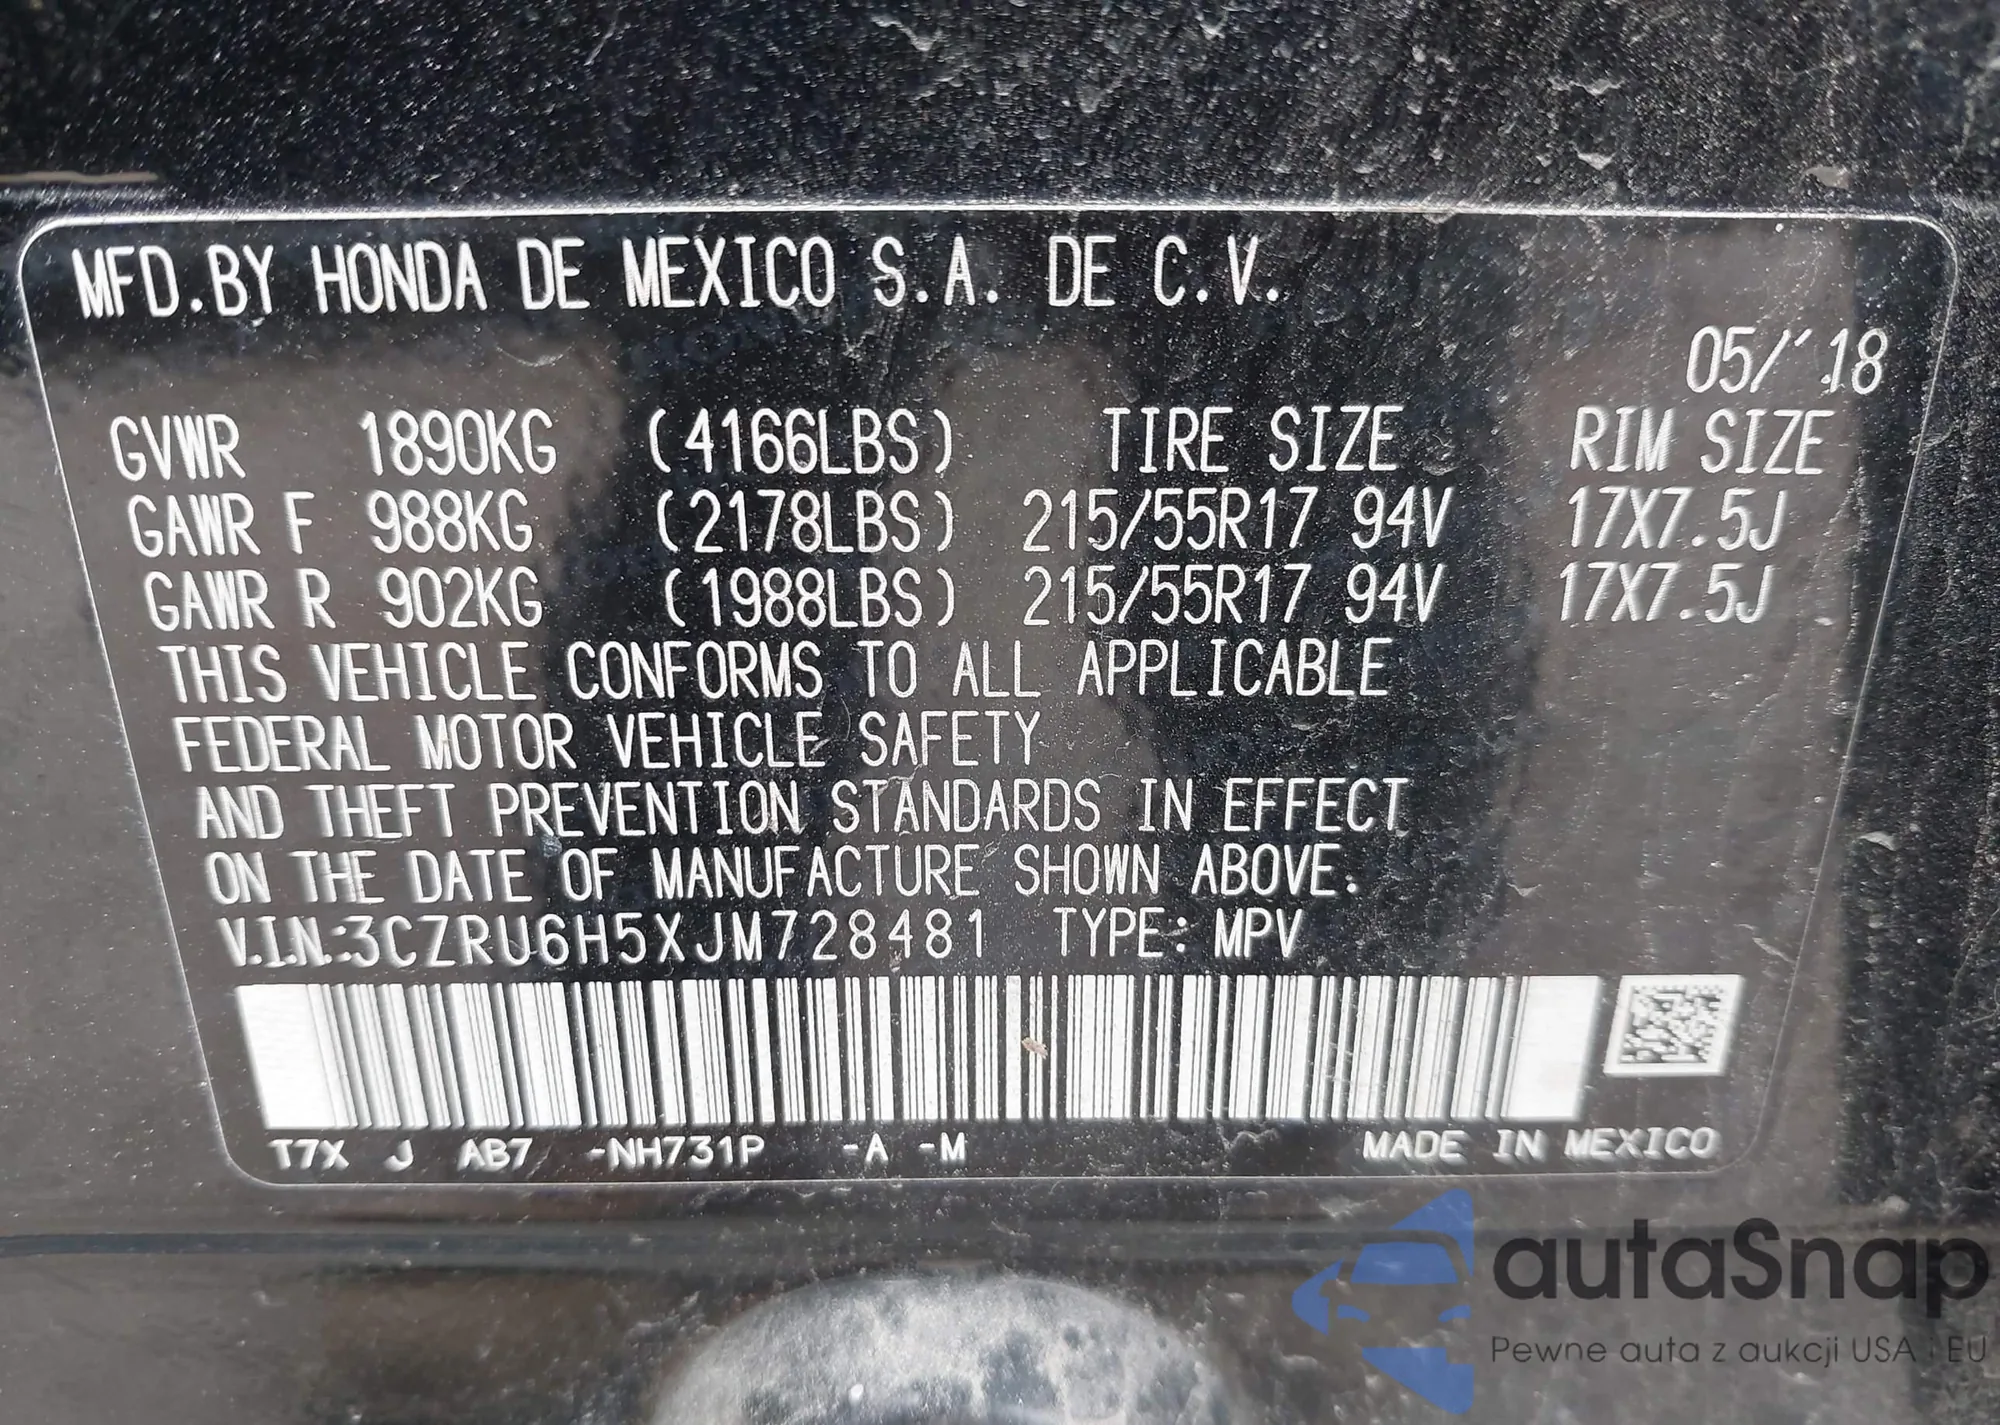 MFD.BY HONDA DE MEXICO S.A. DE C.V.
05/'18
GVWR 1890KG (4166LBS) TIRE SIZE RIM SIZE
GAWR F 988KG (2178LBS) 215/55R17 94V 17X7.5J
GAWR R 902KG (1988LBS) 215/55R17 94V 17X7.5J
THIS VEHICLE CONFORMS TO ALL APPLICABLE
FEDERAL MOTOR VEHICLE SAFETY
AND THEFT PREVENTION STANDARDS IN EFFECT
ON THE DATE OF MANUFACTURE SHOWN ABOVE.
V.I.N.:3CZRU6H5XJM728481 TYPE: MPV
T7X J AB7 -NH731P -A -M MADE IN MEXICO
autaSnap
Pewne auta z aukcji USA i EU